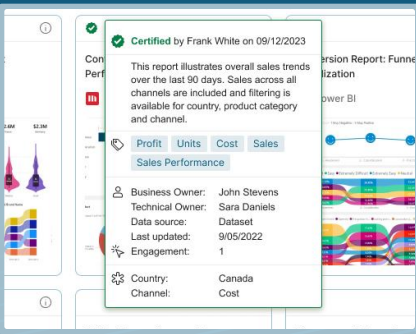 Certified by Frank White on 09/12/2023
Con
Perf
ersion Report: Funne
lization
ower BI
This report illustrates overall sales trends
over the last 90 days. Sales across all
channels are included and filtering is
available for country, product category
and channel.
Profit Units Cost Sales
Sales Performance
$2.3M
Business Owner: John Stevens
Technical Owner: Sara Daniels
Data source: Dataset
Last updated: 9/05/2022
Engagement: 1
Country: Canada
Channel: Cost